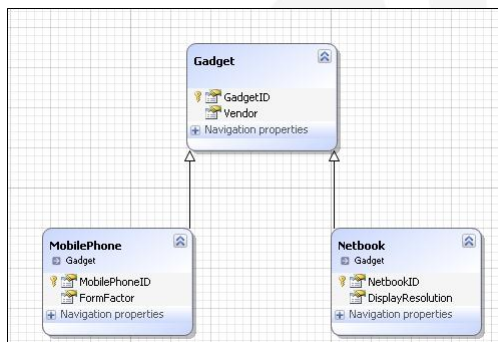 Gadget
GadgetID
Vendor
Navigation properties
MobilePhone
Gadget
MobilePhoneID
FormFactor
Navigation properties
Netbook
Gadget
NetbookID
DisplayResolution
Navigation properties